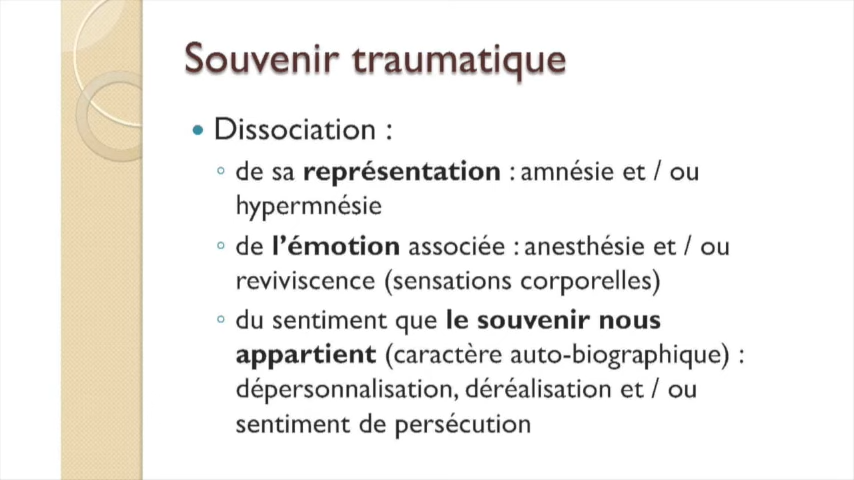 Souvenir traumatique
• Dissociation :
◦ de sa représentation : amnésie et / ou
hypermnésie
◦ de l’émotion associée : anesthésie et / ou
reviviscence (sensations corporelles)
◦ du sentiment que le souvenir nous
appartient (caractère auto-biographique) :
dépersonnalisation, déréalisation et / ou
sentiment de persécution